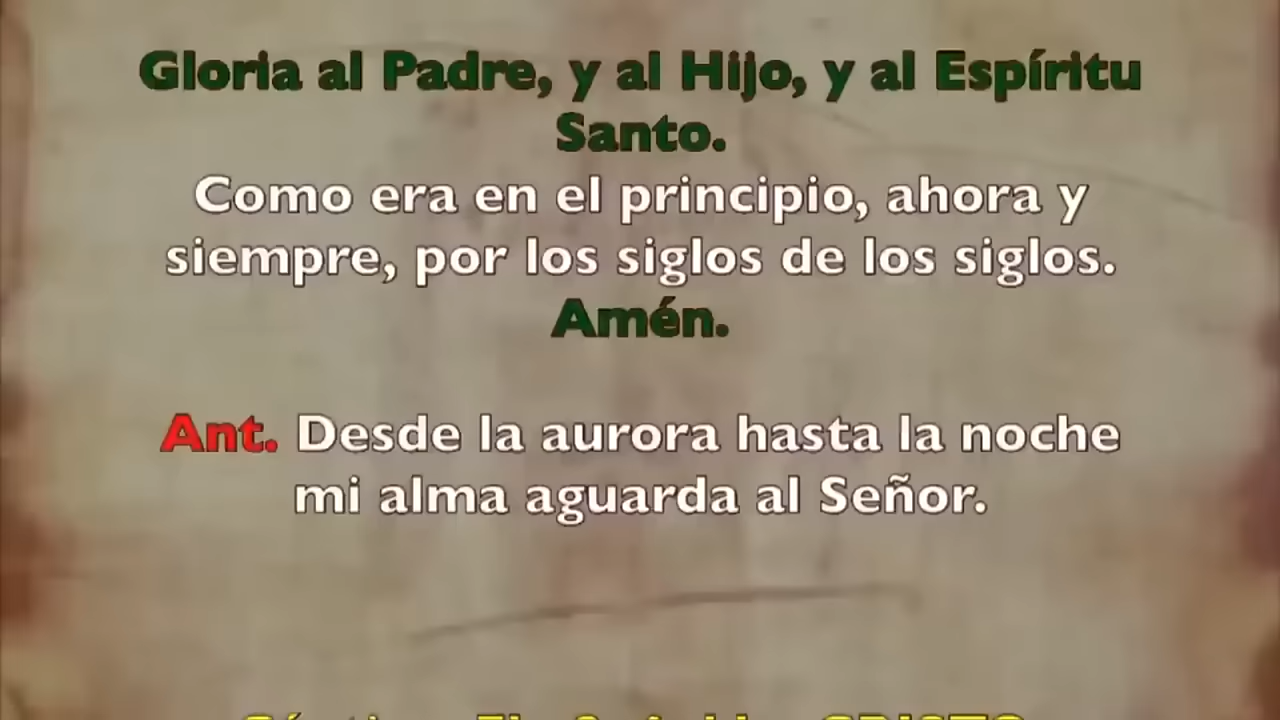 Gloria al Padre, y al Hijo, y al Espíritu
Santo.
Como era en el principio, ahora y
siempre, por los siglos de los siglos.
Amén.
Ant. Desde la aurora hasta la noche
mi alma aguarda al Señor.